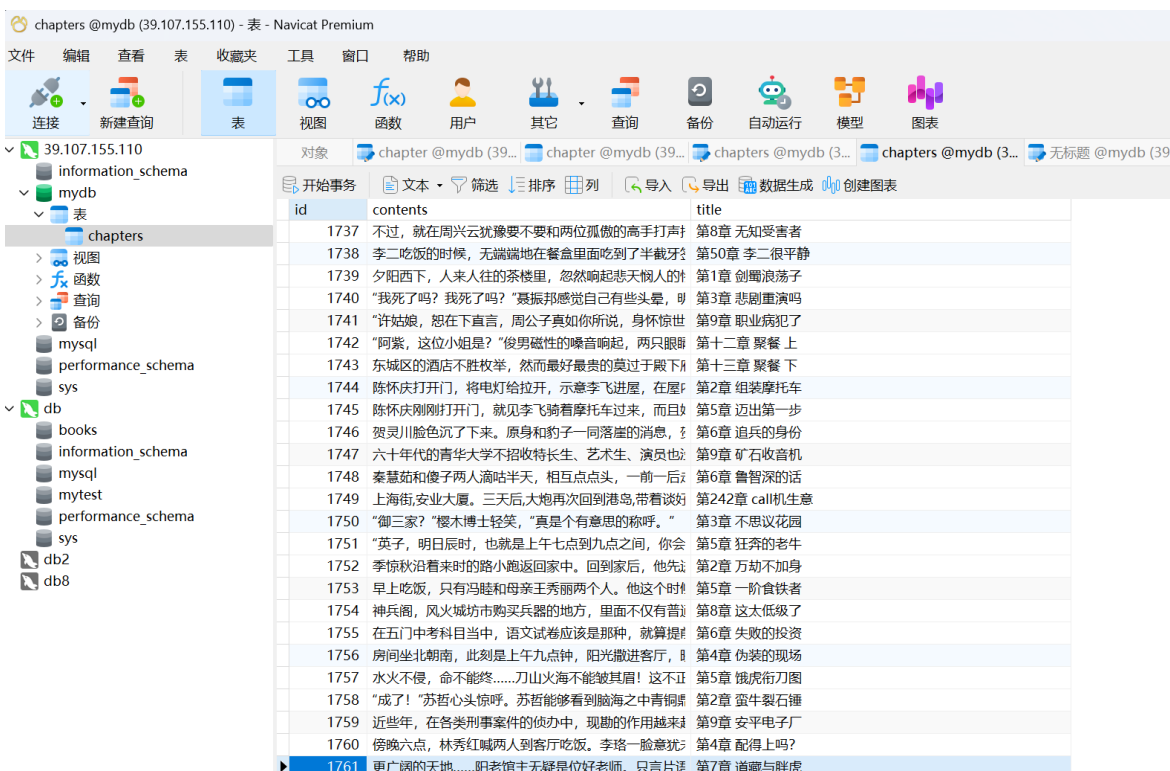 chapters @mydb (39.107.155.110) - 表 - Navicat Premium
文件 编辑 查看 表 收藏夹 工具 窗口 帮助
连接 新建查询 表 视图 函数 用户 其它 查询 备份 自动运行 模型 图表
39.107.155.110
information_schema
mydb
表
chapters
视图
函数
查询
备份
mysql
performance_schema
sys
db
books
information_schema
mysql
mytest
performance_schema
sys
db2
db8
对象 chapter @mydb (39... chapter @mydb (39... chapters @mydb (3... chapters @mydb (3... 无标题 @mydb (39
开始事务 文本 筛选 排序 列 导入 导出 数据生成 创建图表
id contents title
1737 不过，就在周兴云犹豫要不要和两位孤傲的高手打声 第8章 无知受害者
1738 李二吃饭的时候，无端端地在餐盒里面吃到了半截牙 第50章 李二很平静
1739 夕阳西下，人来人往的茶楼里，忽然响起悲天悯人的 第1章 剑蜀浪荡子
1740 “我死了吗？我死了吗？”聂振邦感觉自己有些头晕， 第3章 悲剧重演吗
1741 “许姑娘，恕在下直言，周公子真如你所说，身怀惊世 第9章 职业病犯了
1742 “阿紫，这位小姐是？”俊男磁性的嗓音响起，两只眼 第十二章 聚餐 上
1743 东城区的酒店不胜枚举，然而最好最贵的莫过于殿下 第十三章 聚餐 下
1744 陈怀庆打开门，将电灯给拉开，示意李飞进屋，在屋 第2章 组装摩托车
1745 陈怀庆刚刚打开门，就见李飞骑着摩托车过来，而且 第5章 迈出第一步
1746 贺灵川脸色沉了下来。原身和豹子一同落崖的消息， 第6章 追兵的身份
1747 六十年代的青华大学不招收特长生、艺术生、演员也 第9章 矿石收音机
1748 秦慧茹和傻子两人滴咕半天，相互点点头，一前一后 第6章 鲁智深的话
1749 上海街,安业大厦。三天后,大炮再次回到港岛,带着谈好 第242章 call机生意
1750 “御三家？”樱木博士轻笑，“真是个有意思的称呼。” 第3章 不思议花园
1751 “英子，明日辰时，也就是上午七点到九点之间，你会 第5章 狂奔的老牛
1752 季惊秋沿着来时的路小跑返回家中。回到家后，他先 第2章 万劫不加身
1753 早上吃饭，只有冯睦和母亲王秀丽两个人。他这个时 第5章 一阶食铁者
1754 神兵阁，风火城坊市购买兵器的地方，里面不仅有普 第8章 这太低级了
1755 在五门中考科目当中，语文试卷应该是那种，就算提 第6章 失败的投资
1756 房间坐北朝南，此刻是上午九点钟，阳光撒进客厅， 第4章 伪装的现场
1757 水火不侵，命不能终……刀山火海不能皱其眉！这不正 第5章 饿虎衔刀图
1758 “成了！”苏哲心头惊呼。苏哲能够看到脑海之中青铜 第2章 蛮牛裂石锤
1759 近些年，在各类刑事案件的侦办中，现勘的作用越来 第9章 安平电子厂
1760 傍晚六点，林秀红喊两人到客厅吃饭。李珞一脸意犹 第4章 配得上吗？
1761 更广阔的天地……阳老馆主无疑是位好老师，只言片语 第7章 道藏与胖虎